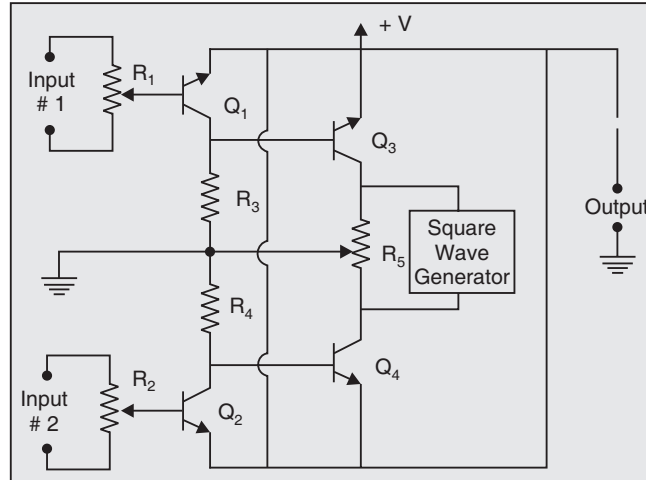 + V
Input
# 1
R1
Q1
Q3
R3
R5
Square
Wave
Generator
Output
R4
Input
# 2
R2
Q2
Q4